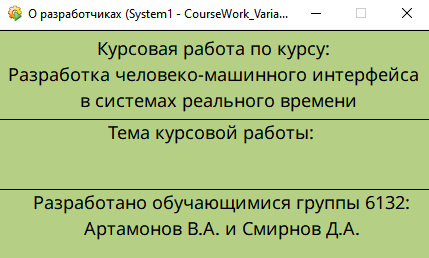 О разработчиках (System1 - CourseWork_Varia...
Курсовая работа по курсу:
Разработка человеко-машинного интерфейса
в системах реального времени
Тема курсовой работы:
Разработано обучающимися группы 6132:
Артамонов В.А. и Смирнов Д.А.